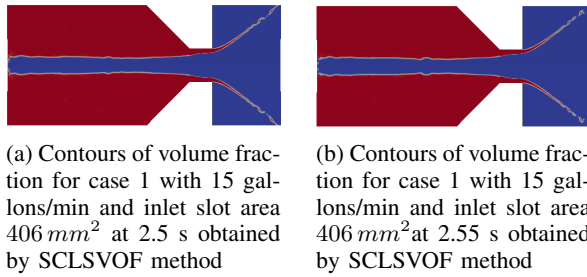 (a) Contours of volume frac-
tion for case 1 with 15 gal-
lons/min and inlet slot area
406 mm² at 2.5 s obtained
by SCLSVOF method
(b) Contours of volume frac-
tion for case 1 with 15 gal-
lons/min and inlet slot area
406 mm²at 2.55 s obtained
by SCLSVOF method